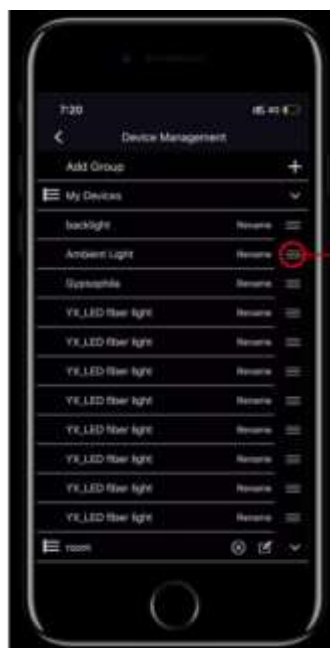 7:20 4G
Device Management
Add Group +
My Devices
backlight Rename
Ambient Light Rename
Gypsophila Rename
YX_LED fiber light Rename
YX_LED fiber light Rename
YX_LED fiber light Rename
YX_LED fiber light Rename
YX_LED fiber light Rename
YX_LED fiber light Rename
YX_LED fiber light Rename
YX_LED fiber light Rename
room